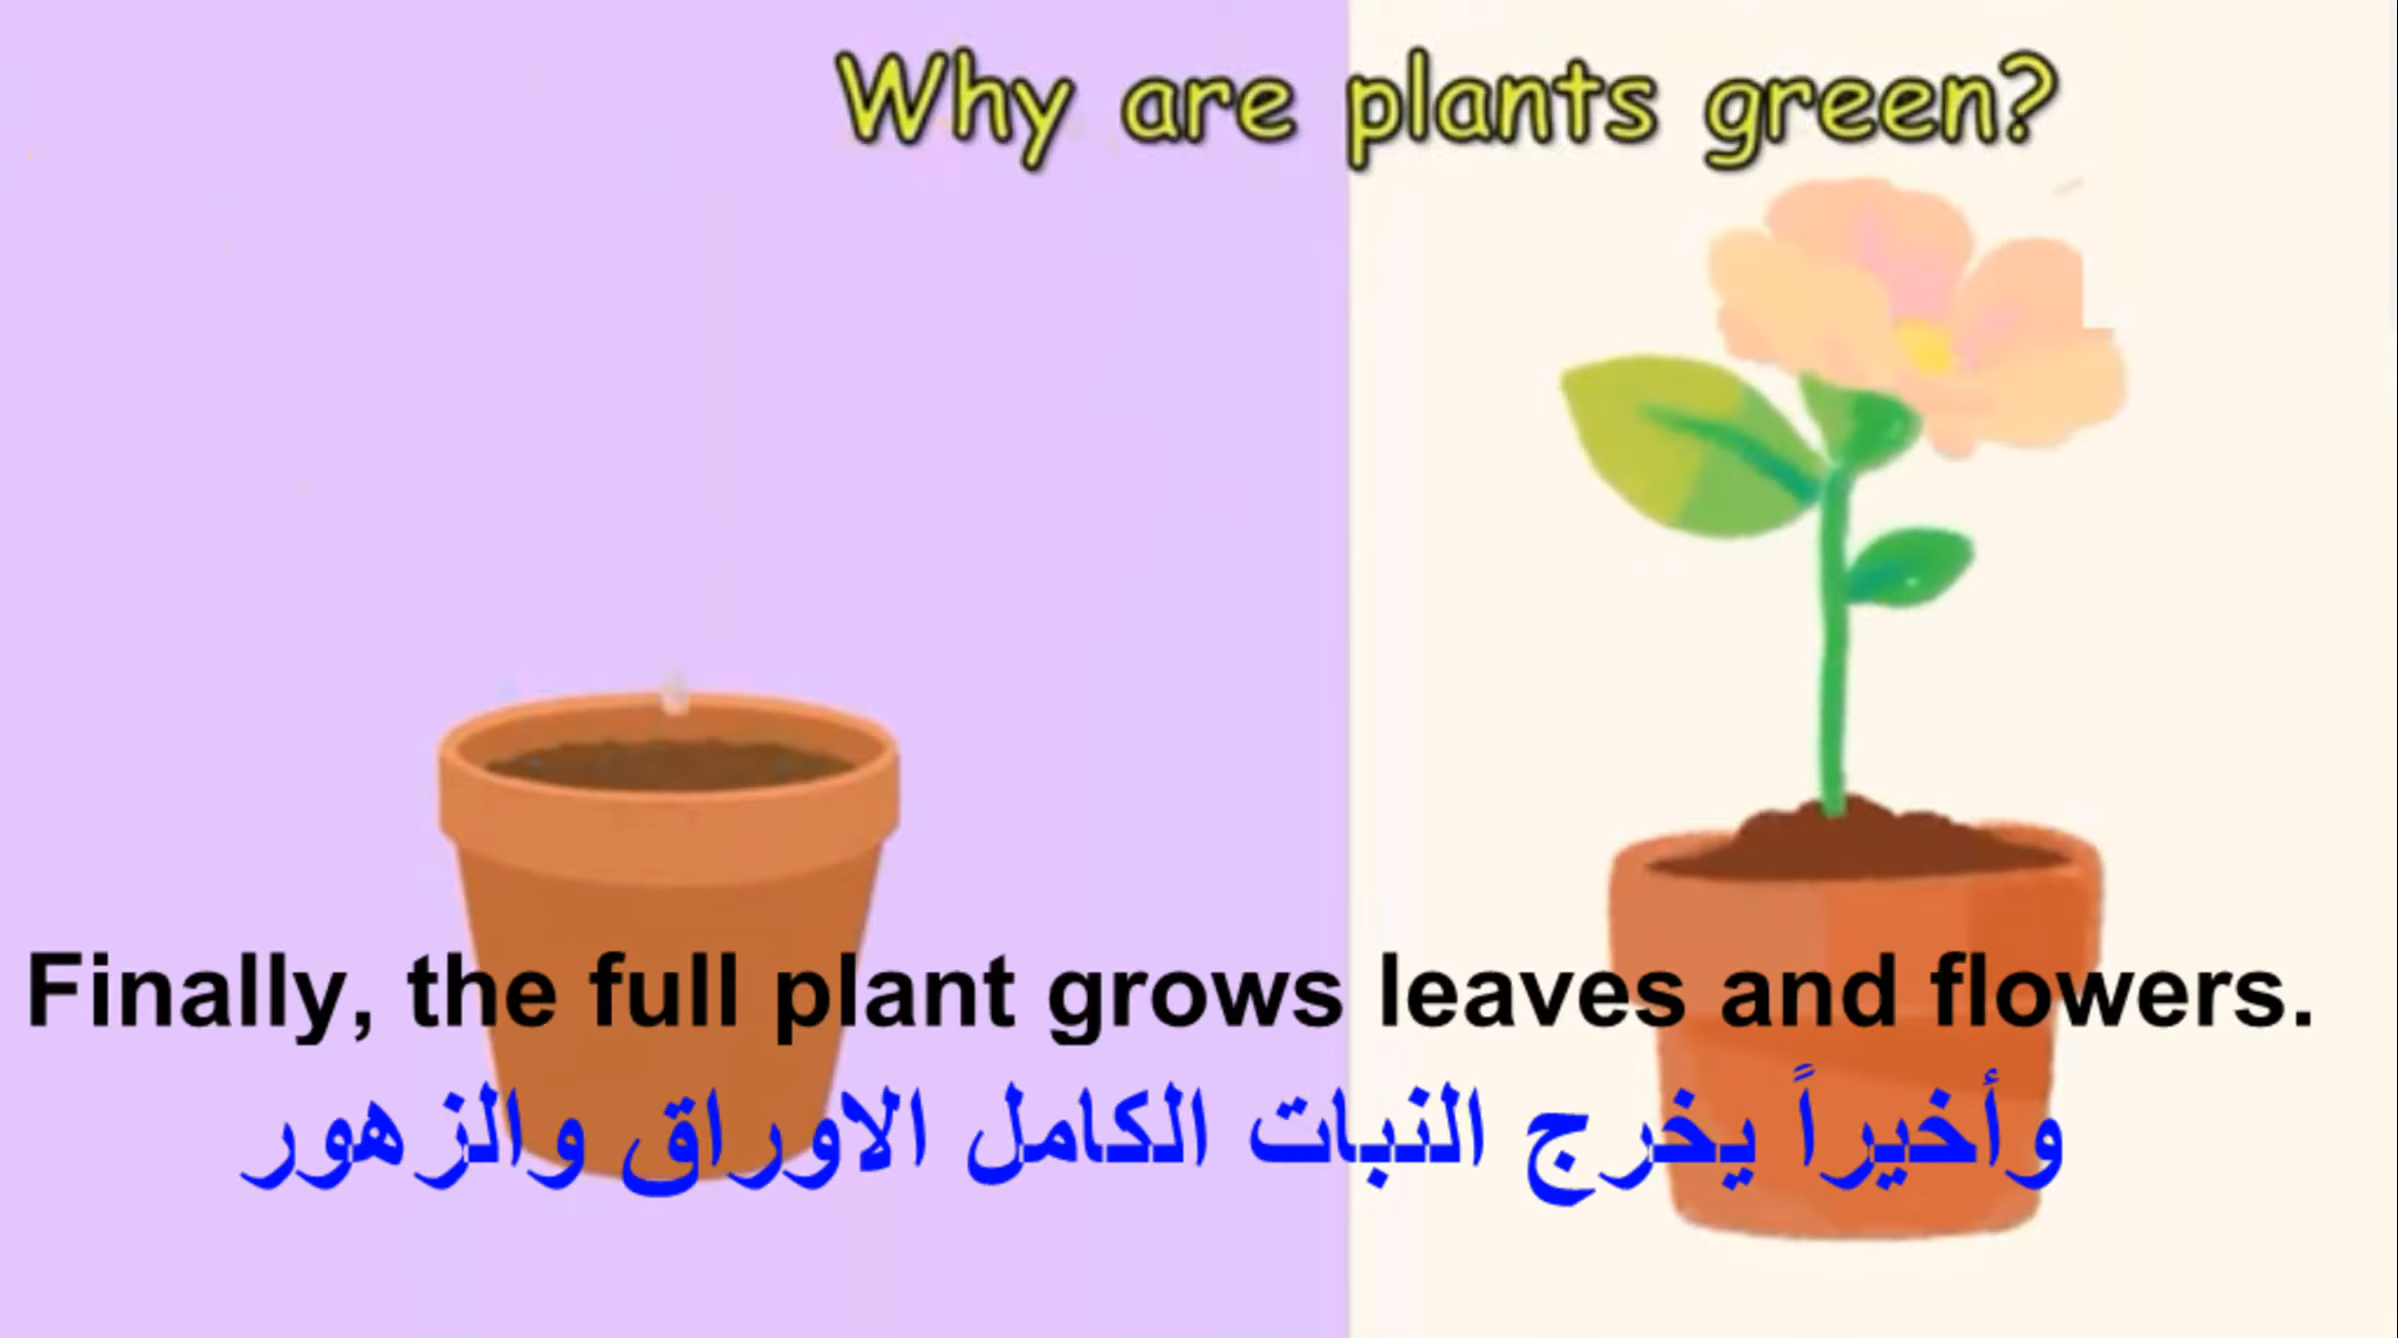 Why are plants green?
Finally, the full plant grows leaves and flowers.
وأخيراً يخرج النبات الكامل الاوراق والزهور